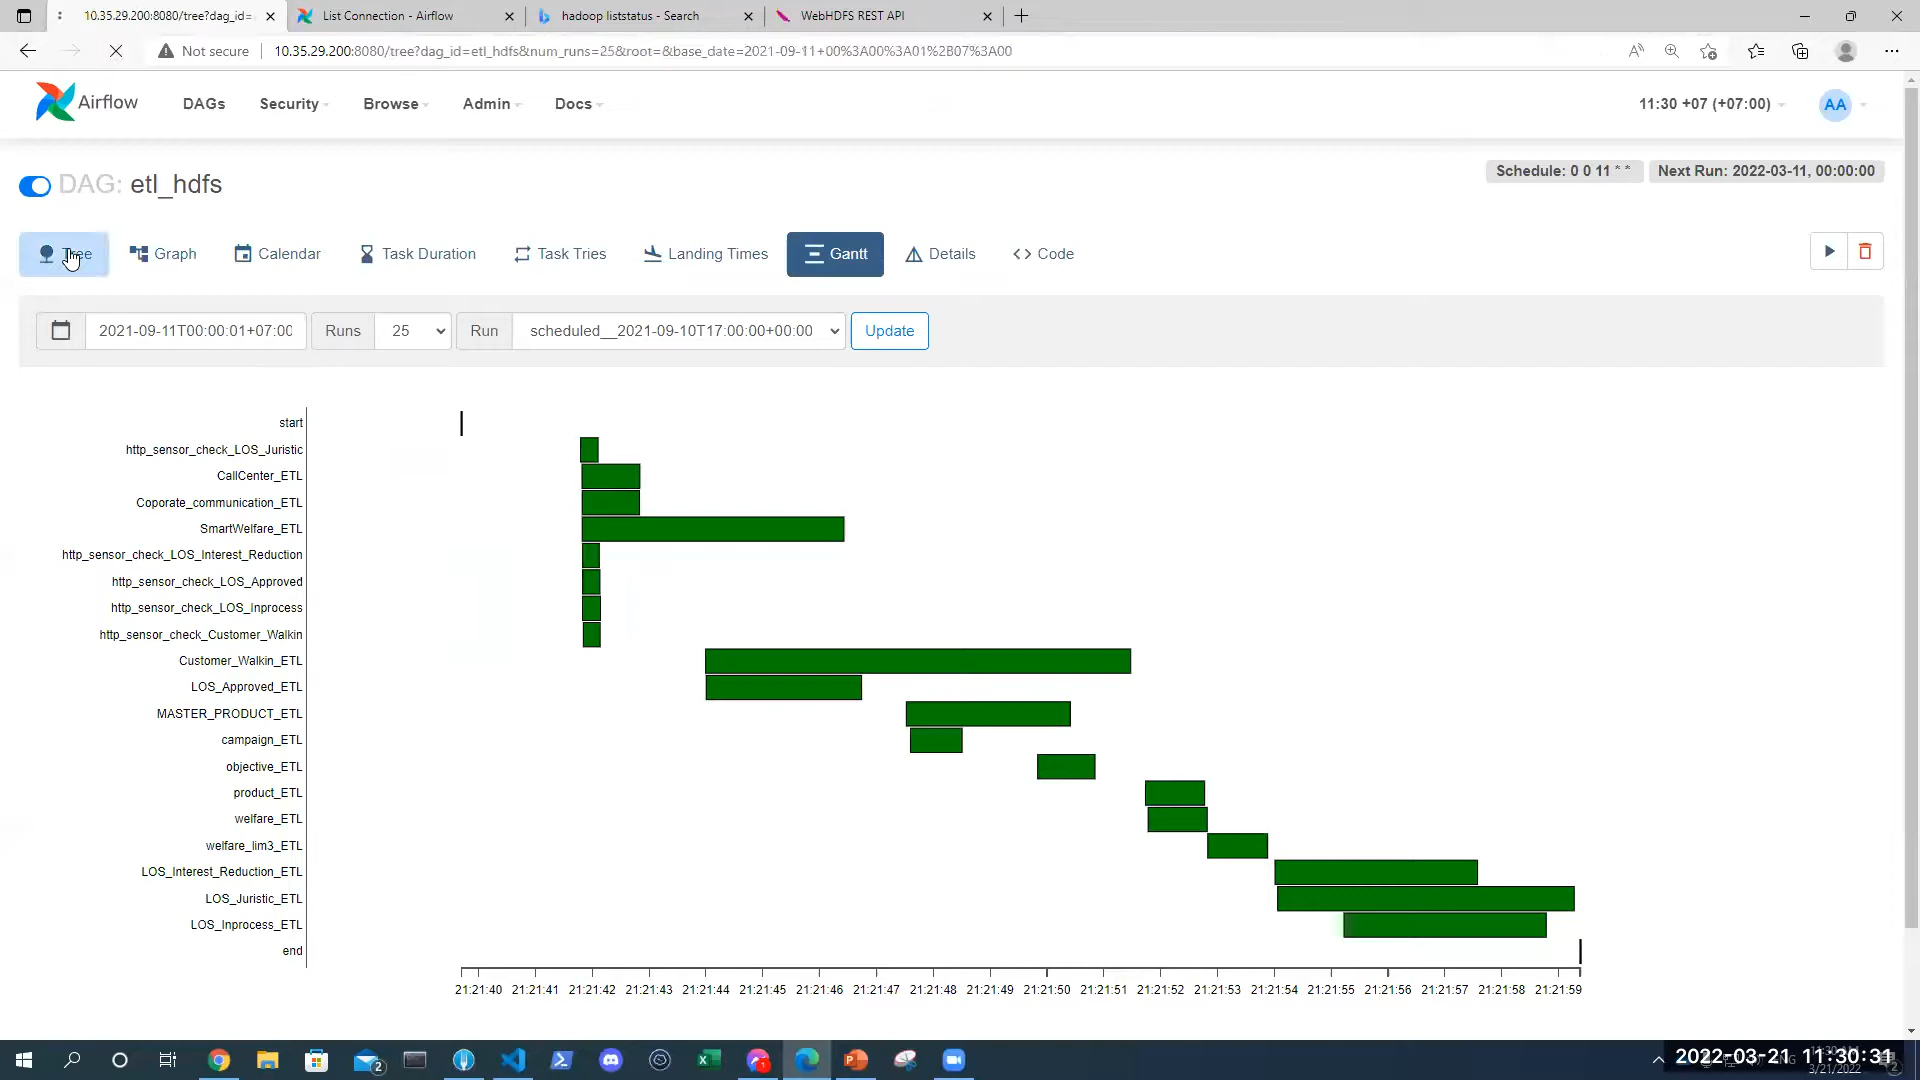 10.35.29.200:8080/tree?dag_id=
List Connection - Airflow
hadoop liststatus - Search
WebHDFS REST API
Not secure
10.35.29.200:8080/tree?dag_id=etl_hdfs&num_runs=25&root=&base_date=2021-09-11+00%3A00%3A01%2B07%3A00
Airflow
DAGs
Security
Browse
Admin
Docs
11:30 +07 (+07:00)
AA
DAG: etl_hdfs
Schedule: 0 0 11 * *
Next Run: 2022-03-11, 00:00:00
Tree
Graph
Calendar
Task Duration
Task Tries
Landing Times
Gantt
Details
Code
2021-09-11T00:00:01+07:00
Runs
25
Run
scheduled__2021-09-10T17:00:00+00:00
Update
start
http_sensor_check_LOS_Juristic
CallCenter_ETL
Coporate_communication_ETL
SmartWelfare_ETL
http_sensor_check_LOS_Interest_Reduction
http_sensor_check_LOS_Approved
http_sensor_check_LOS_Inprocess
http_sensor_check_Customer_Walkin
Customer_Walkin_ETL
LOS_Approved_ETL
MASTER_PRODUCT_ETL
campaign_ETL
objective_ETL
product_ETL
welfare_ETL
welfare_lim3_ETL
LOS_Interest_Reduction_ETL
LOS_Juristic_ETL
LOS_Inprocess_ETL
end
21:21:40 21:21:41 21:21:42 21:21:43 21:21:44 21:21:45 21:21:46 21:21:47 21:21:48 21:21:49 21:21:50 21:21:51 21:21:52 21:21:53 21:21:54 21:21:55 21:21:56 21:21:57 21:21:58 21:21:59
2022-03-21 11:30:31
3/21/2022